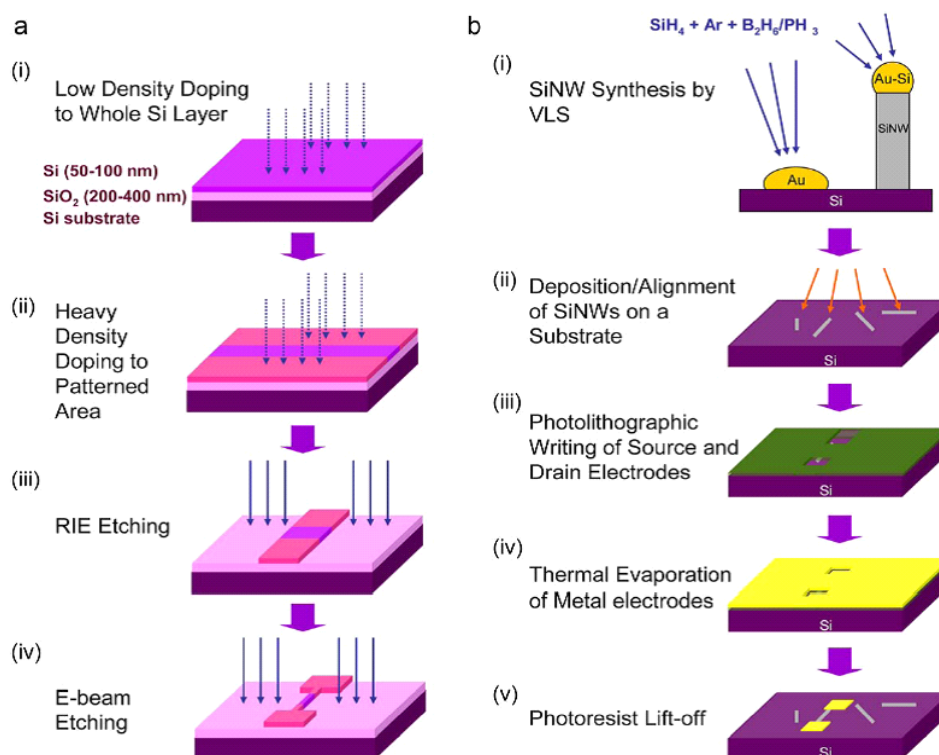 a
(i)
Low Density Doping
to Whole Si Layer
Si (50-100 nm)
SiO₂ (200-400 nm)
Si substrate
(ii)
Heavy
Density
Doping to
Patterned
Area
(iii)
RIE Etching
(iv)
E-beam
Etching
b
SiH₄ + Ar + B₂H₆/PH ₃
(i)
SiNW Synthesis by
VLS
Au-Si
SiNW
Au
Si
(ii)
Deposition/Alignment
of SiNWs on a
Substrate
Si
(iii)
Photolithographic
Writing of Source and
Drain Electrodes
Si
(iv)
Thermal Evaporation
of Metal electrodes
Si
(v)
Photoresist Lift-off
Si